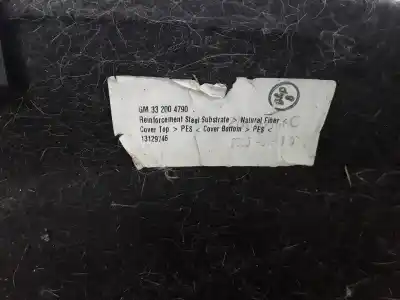 GM 33 200 4790
Reinforcement Steel Substrate > Natural Fiber <
Cover Top > PES < Cover Bottom > PES <
13129746